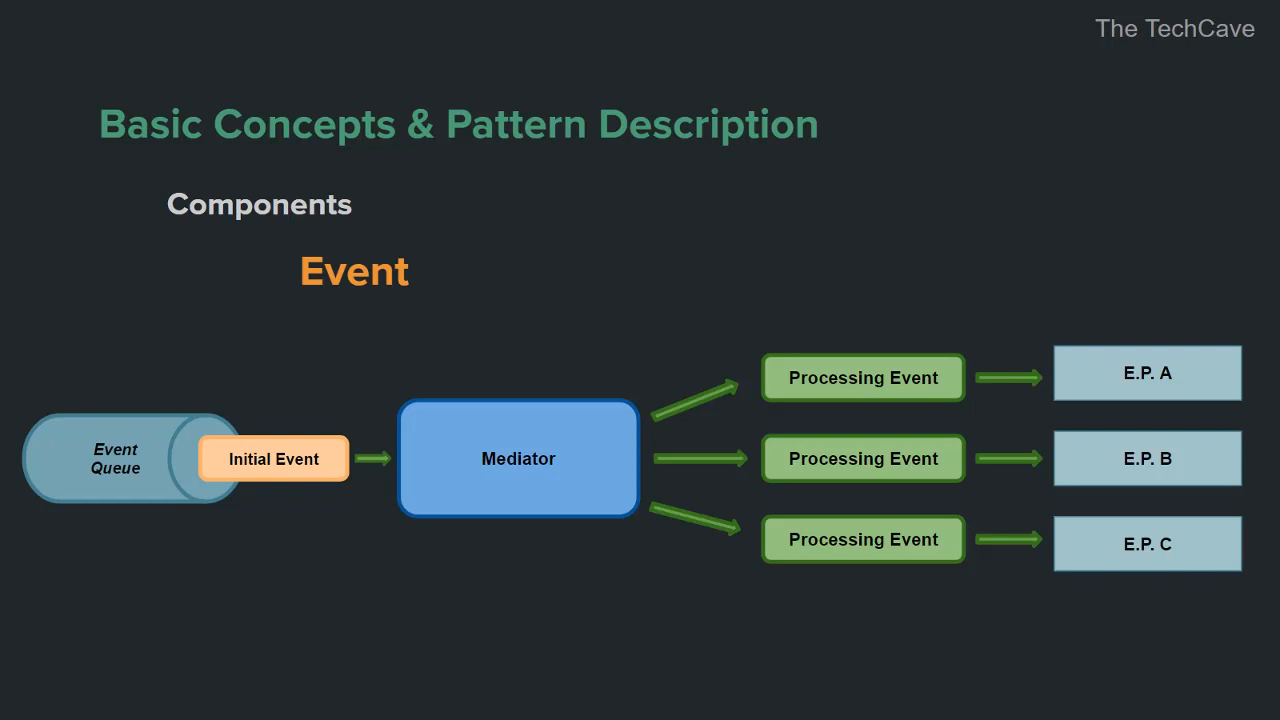 The TechCave
Basic Concepts & Pattern Description
Components
Event
Event
Queue
Initial Event
Mediator
Processing Event
Processing Event
Processing Event
E.P. A
E.P. B
E.P. C